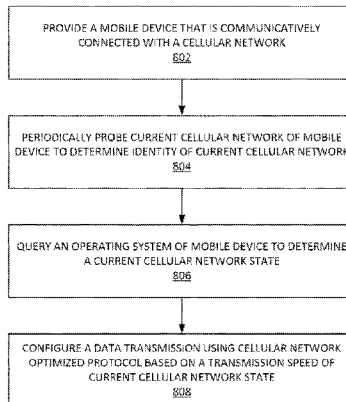 PROVIDE A MOBILE DEVICE THAT IS COMMUNICATIVELY
CONNECTED WITH A CELLULAR NETWORK
802
PERIODICALLY PROBE CURRENT CELLULAR NETWORK OF MOBILE
DEVICE TO DETERMINE IDENTITY OF CURRENT CELLULAR NETWORK
804
QUERY AN OPERATING SYSTEM OF MOBILE DEVICE TO DETERMINE
A CURRENT CELLULAR NETWORK STATE
806
CONFIGURE A DATA TRANSMISSION USING CELLULAR NETWORK
OPTIMIZED PROTOCOL BASED ON A TRANSMISSION SPEED OF
CURRENT CELLULAR NETWORK STATE
808